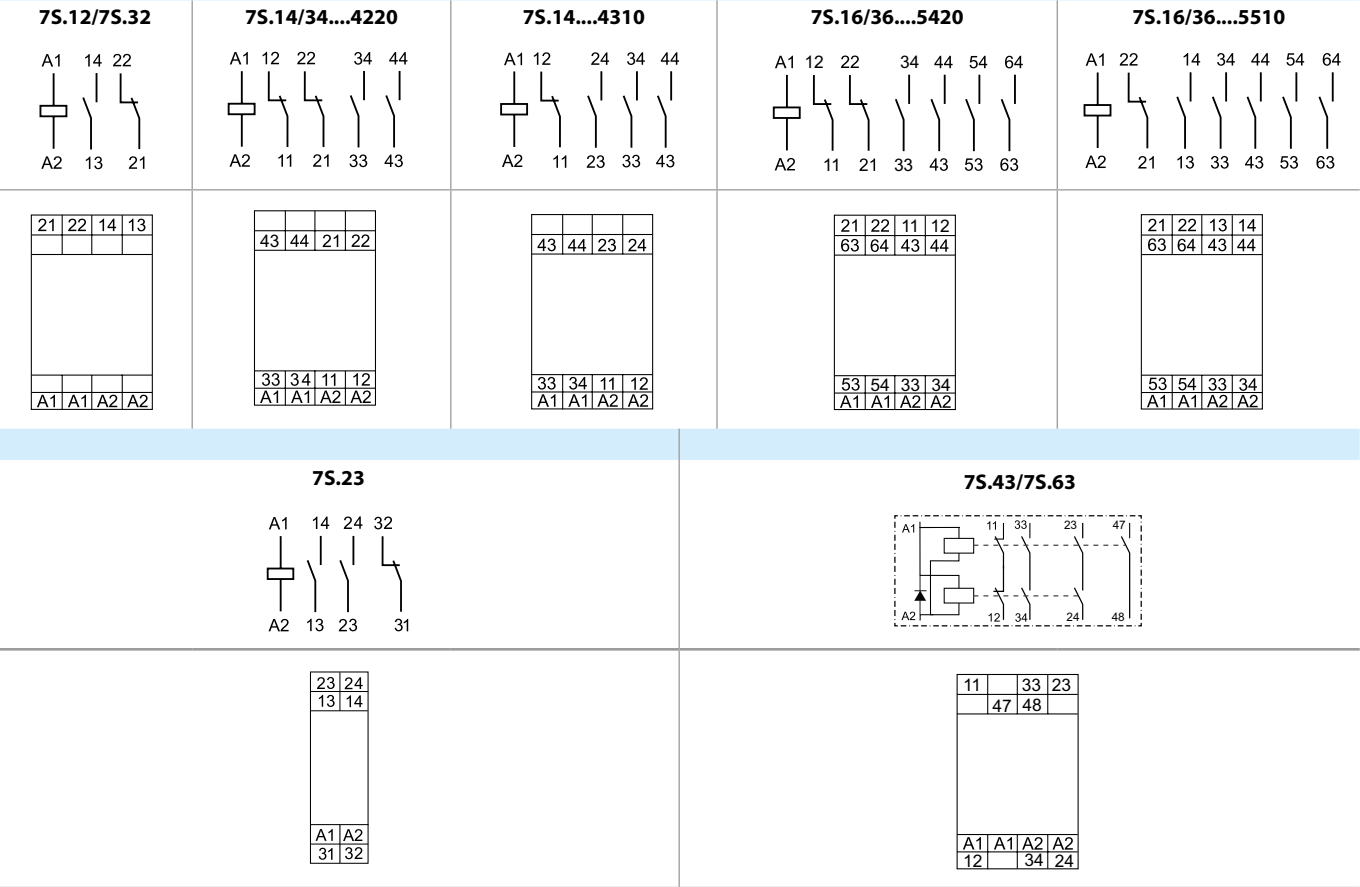 7S.12/7S.32
7S.14/34....4220
7S.14....4310
7S.16/36....5420
7S.16/36....5510
A1 14 22
A2 13 21
A1 12 22 34 44
A2 11 21 33 43
A1 12 24 34 44
A2 11 23 33 43
A1 12 22 34 44 54 64
A2 11 21 33 43 53 63
A1 22 14 34 44 54 64
A2 21 13 33 43 53 63
21 22 14 13
A1 A1 A2 A2
43 44 21 22
33 34 11 12
A1 A1 A2 A2
43 44 23 24
33 34 11 12
A1 A1 A2 A2
21 22 11 12
63 64 43 44
53 54 33 34
A1 A1 A2 A2
21 22 13 14
63 64 43 44
53 54 33 34
A1 A1 A2 A2
7S.23
A1 14 24 32
A2 13 23 31
23 24
13 14
A1 A2
31 32
7S.43/7S.63
A1 11 33 23 47
A2 12 34 24 48
11 33 23
47 48
A1 A1 A2 A2
12 34 24